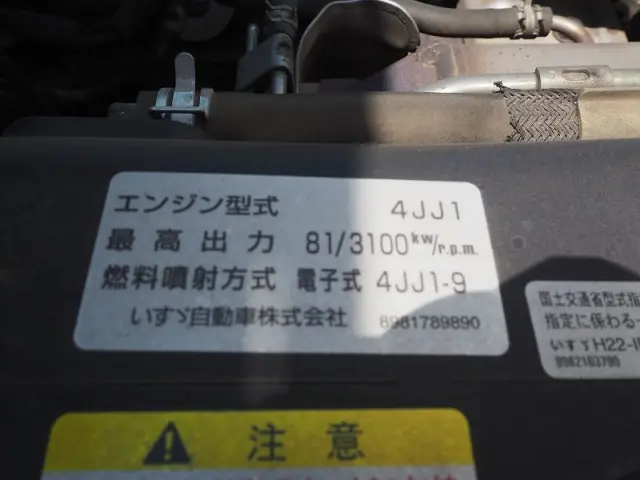 エンジン型式 4JJ1
最高出力 81/3100kw/r.p.m.
燃料噴射方式 電子式 4JJ1-9
いすゞ自動車株式会社 8981789890
国土交通省型式指
指定に係わる一
いすゞH22-I
8982163790
注意